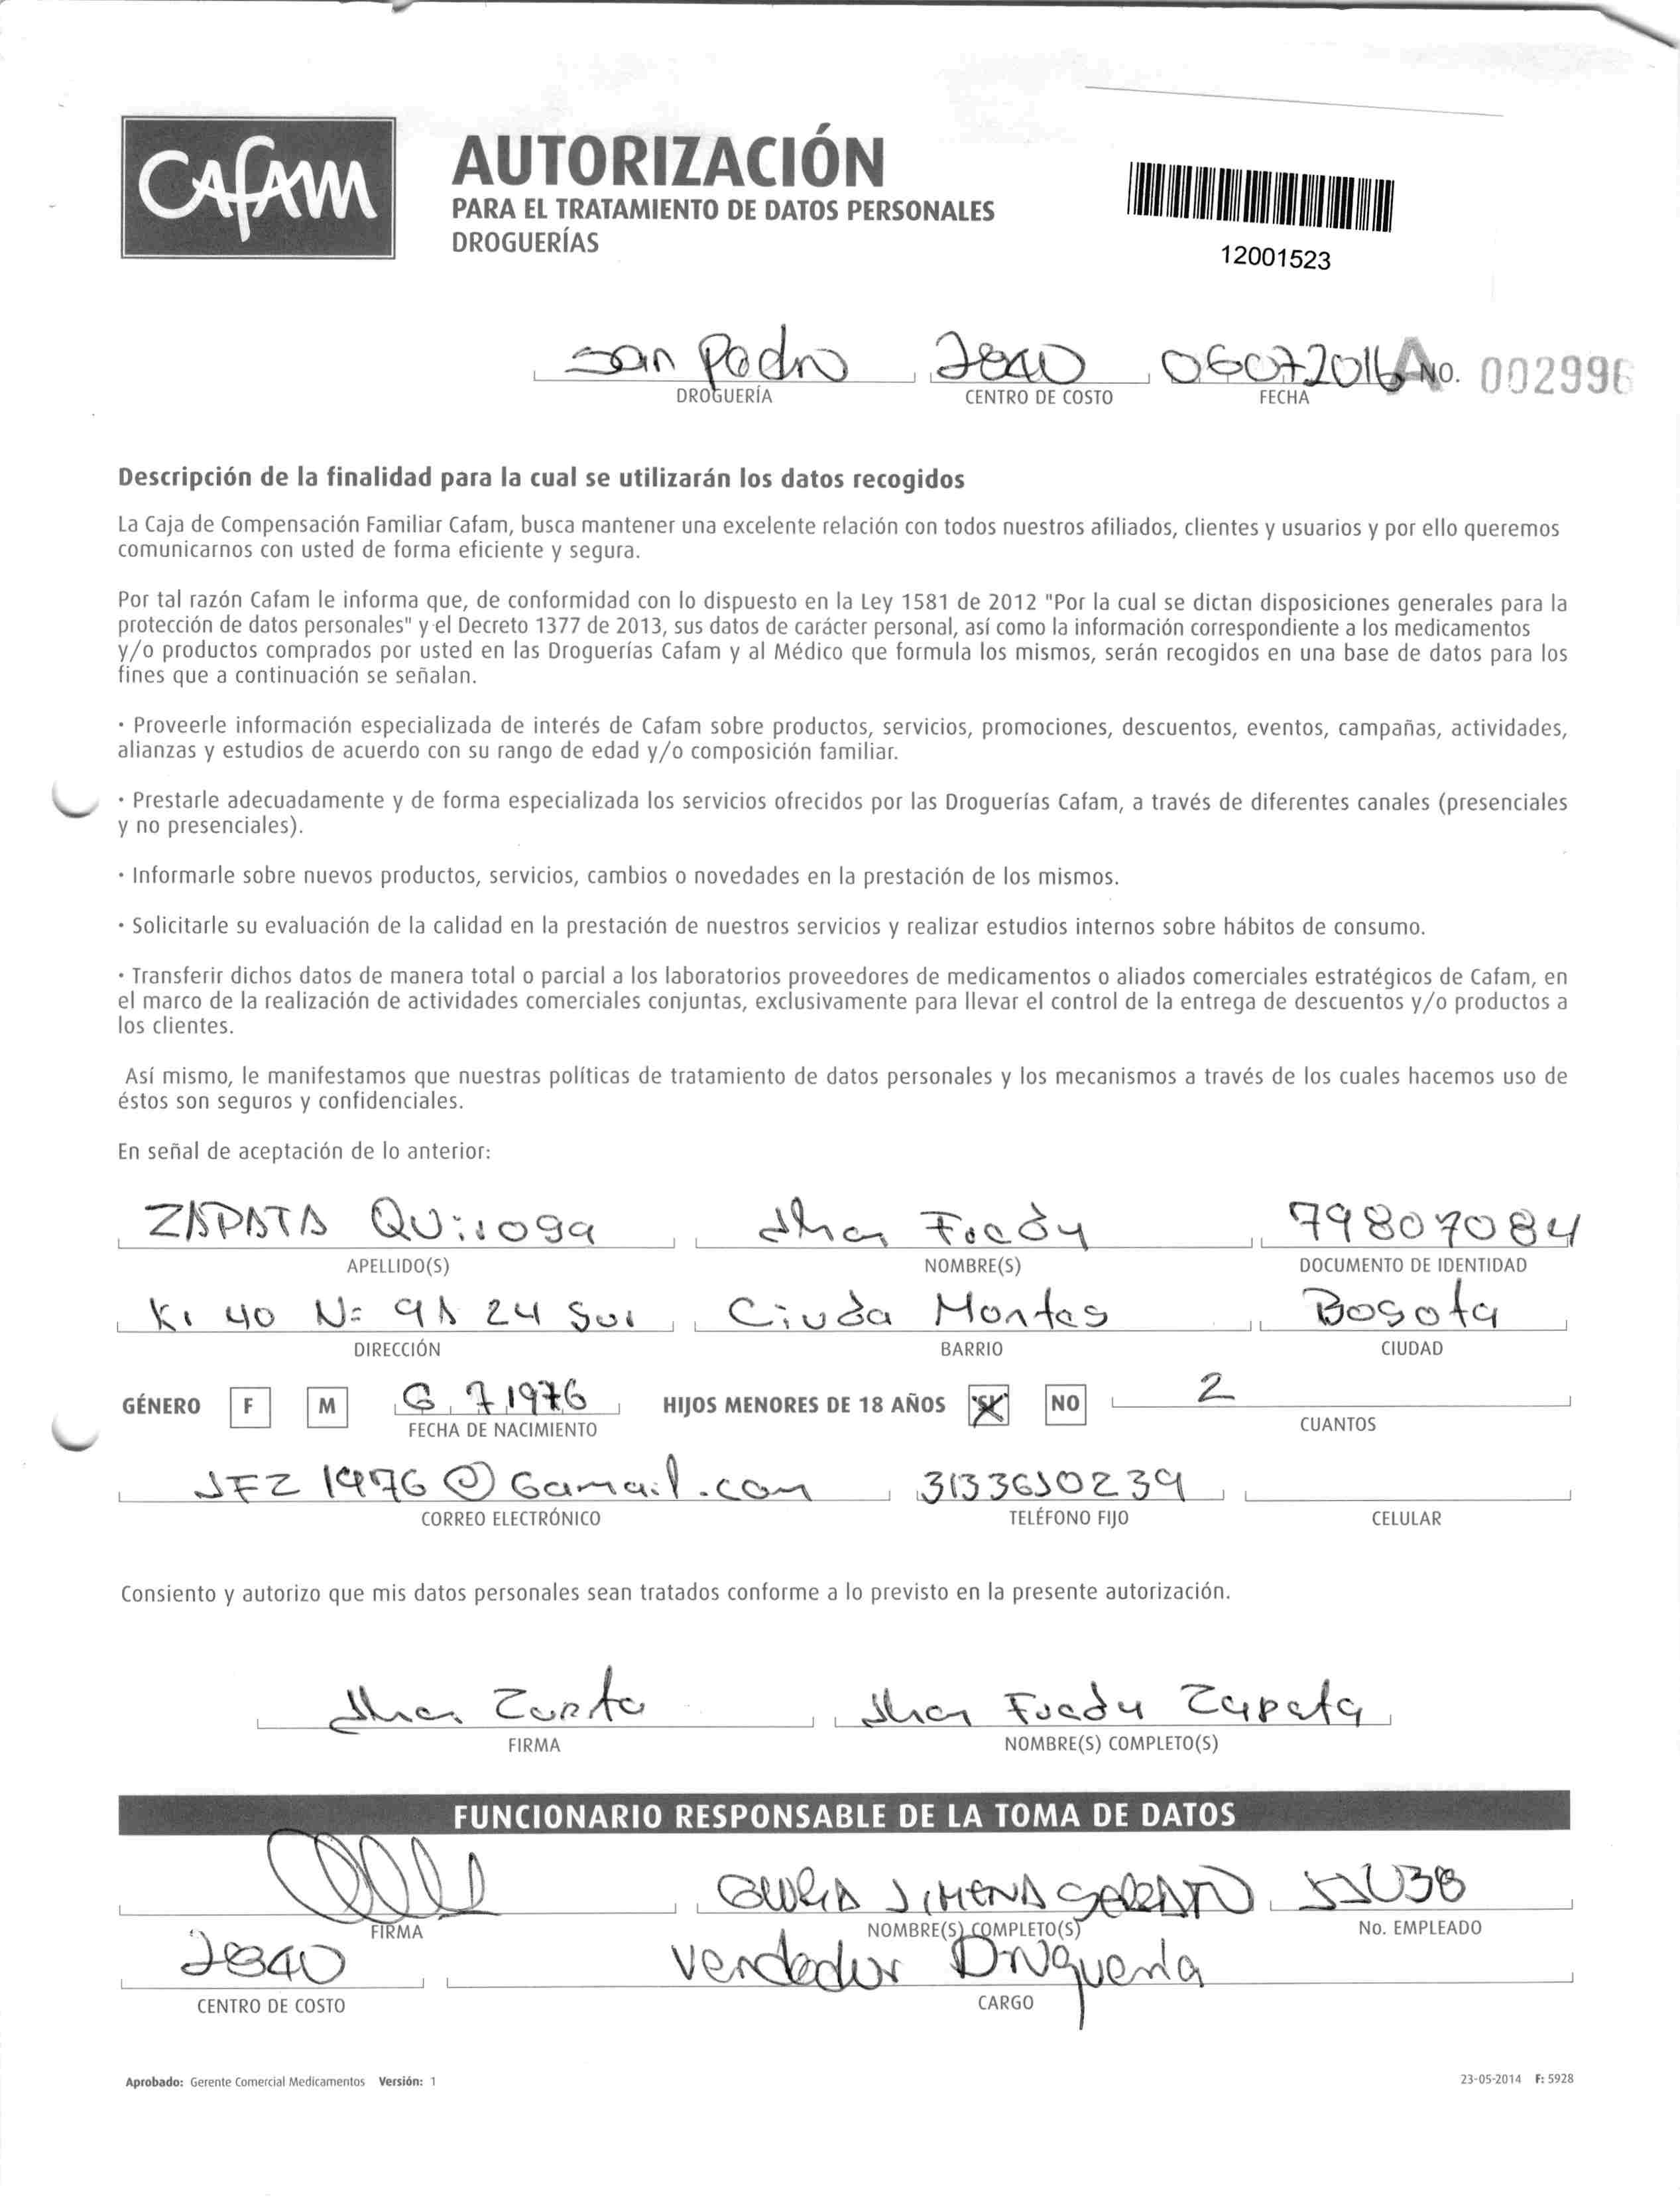 CAFAM
AUTORIZACIÓN
PARA EL TRATAMIENTO DE DATOS PERSONALES
DROGUERÍAS
12001523
San Pedro 2840 06072016 A No. 002996
DROGUERÍA CENTRO DE COSTO FECHA
Descripción de la finalidad para la cual se utilizarán los datos recogidos
La Caja de Compensación Familiar Cafam, busca mantener una excelente relación con todos nuestros afiliados, clientes y usuarios y por ello queremos
comunicarnos con usted de forma eficiente y segura.
Por tal razón Cafam le informa que, de conformidad con lo dispuesto en la Ley 1581 de 2012 "Por la cual se dictan disposiciones generales para la
protección de datos personales" y el Decreto 1377 de 2013, sus datos de carácter personal, así como la información correspondiente a los medicamentos
y/o productos comprados por usted en las Droguerías Cafam y al Médico que formula los mismos, serán recogidos en una base de datos para los
fines que a continuación se señalan.
· Proveerle información especializada de interés de Cafam sobre productos, servicios, promociones, descuentos, eventos, campañas, actividades,
alianzas y estudios de acuerdo con su rango de edad y/o composición familiar.
· Prestarle adecuadamente y de forma especializada los servicios ofrecidos por las Droguerías Cafam, a través de diferentes canales (presenciales
y no presenciales).
· Informarle sobre nuevos productos, servicios, cambios o novedades en la prestación de los mismos.
· Solicitarle su evaluación de la calidad en la prestación de nuestros servicios y realizar estudios internos sobre hábitos de consumo.
· Transferir dichos datos de manera total o parcial a los laboratorios proveedores de medicamentos o aliados comerciales estratégicos de Cafam, en
el marco de la realización de actividades comerciales conjuntas, exclusivamente para llevar el control de la entrega de descuentos y/o productos a
los clientes.
Así mismo, le manifestamos que nuestras políticas de tratamiento de datos personales y los mecanismos a través de los cuales hacemos uso de
éstos son seguros y confidenciales.
En señal de aceptación de lo anterior:
ZAPATA Quiroga Jhon Fredy 79807084
APELLIDO(S) NOMBRE(S) DOCUMENTO DE IDENTIDAD
Kr 40 N= 9A 24 Sur Ciuda Montes Bogota
DIRECCIÓN BARRIO CIUDAD
GÉNERO F M 6 7 1976 HIJOS MENORES DE 18 AÑOS SI NO 2
FECHA DE NACIMIENTO CUANTOS
JFZ 1976 @ Gamail.com 3133630239
CORREO ELECTRÓNICO TELÉFONO FIJO CELULAR
Consiento y autorizo que mis datos personales sean tratados conforme a lo previsto en la presente autorización.
Jhon Zapata Jhon Fredy Zapata
FIRMA NOMBRE(S) COMPLETO(S)
FUNCIONARIO RESPONSABLE DE LA TOMA DE DATOS
GLORIA JIMENA
FIRMA NOMBRE(S) COMPLETO(S) No. EMPLEADO
2840 Vendedor Drogueria
CENTRO DE COSTO CARGO
Aprobado: Gerente Comercial Medicamentos Versión: 1 23-05-2014 F: 5928